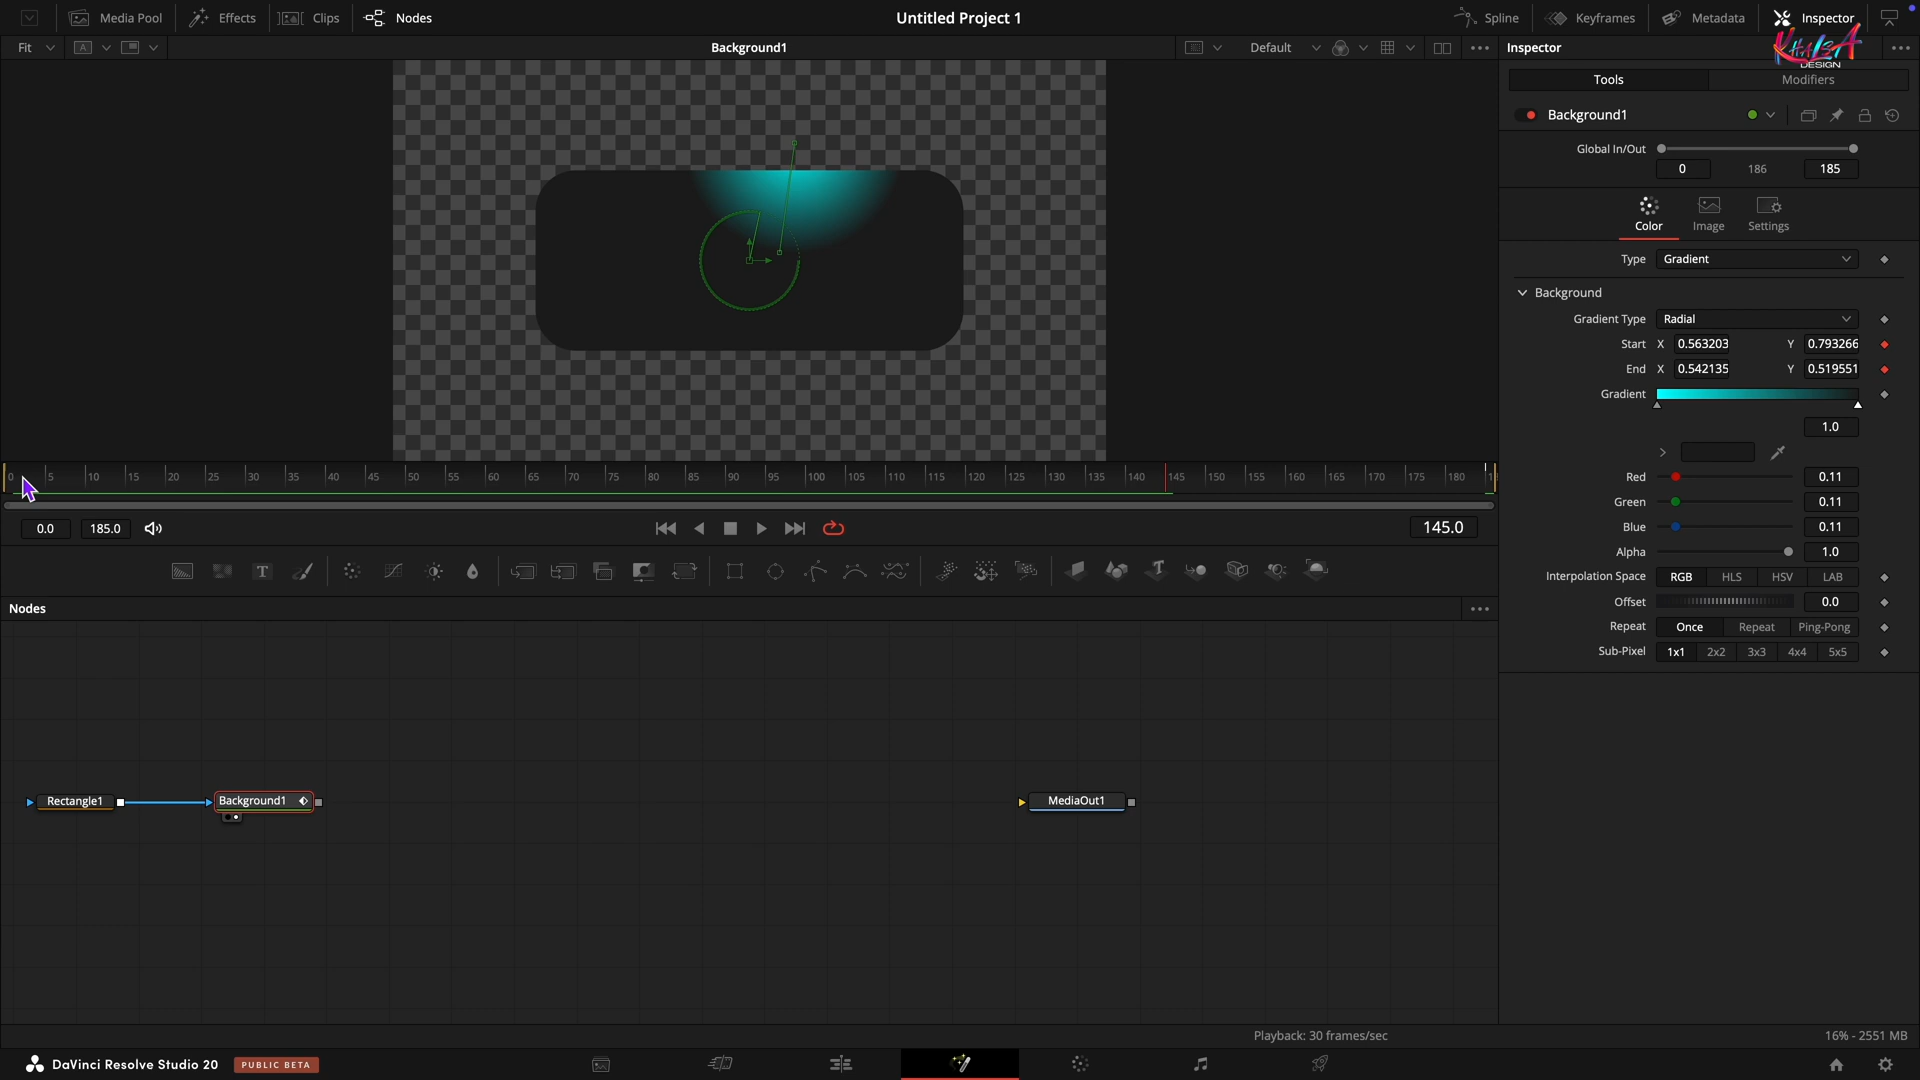 Media Pool Effects Clips Nodes Untitled Project 1 Spline Keyframes Metadata Inspector
Fit A Background1 Default Inspector
KHALSA
DESIGN
Tools Modifiers
Background1
Global In/Out
0 186 185
Color Image Settings
Type Gradient
Background
Gradient Type Radial
Start X 0.563203 Y 0.793266
End X 0.542135 Y 0.519551
Gradient
1.0
Red 0.11
Green 0.11
Blue 0.11
Alpha 1.0
Interpolation Space RGB HLS HSV LAB
Offset 0.0
Repeat Once Repeat Ping-Pong
Sub-Pixel 1x1 2x2 3x3 4x4 5x5
0 5 10 15 20 25 30 35 40 45 50 55 60 65 70 75 80 85 90 95 100 105 110 115 120 125 130 135 140 145 150 155 160 165 170 175 180
0.0 185.0 145.0
T
Nodes
Rectangle1 Background1 MediaOut1
Playback: 30 frames/sec 16% - 2551 MB
DaVinci Resolve Studio 20 PUBLIC BETA